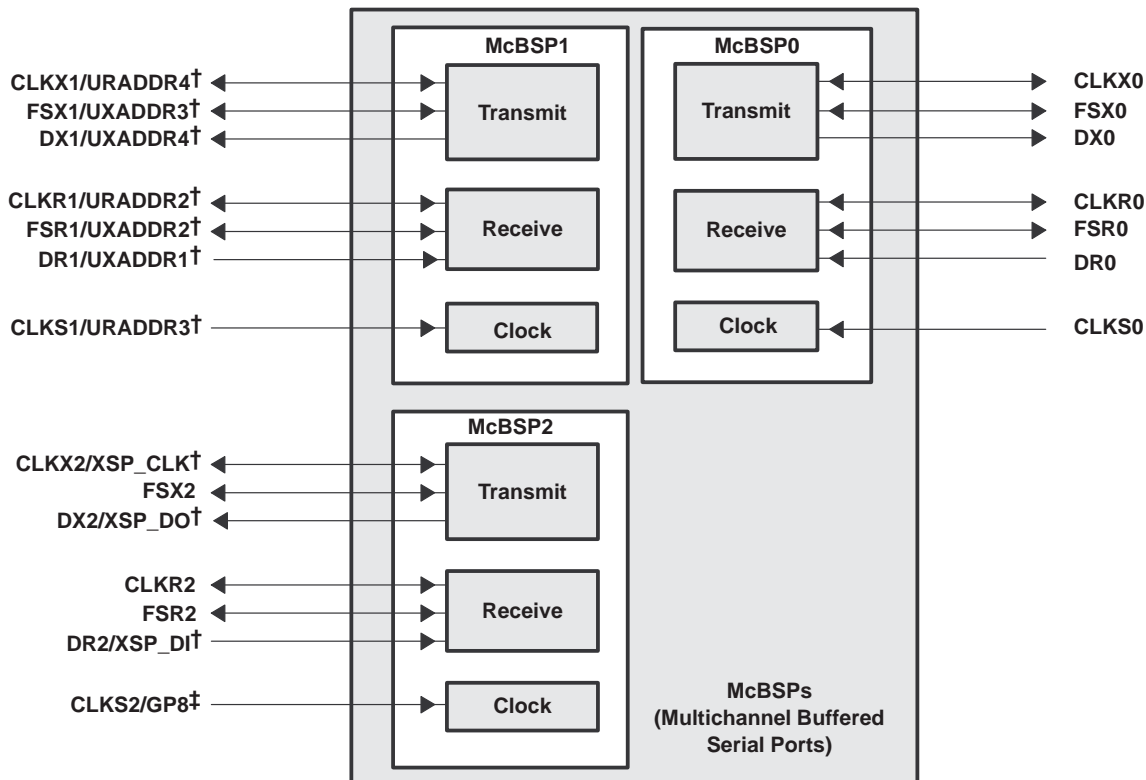 McBSP1
McBSP0
CLKX1/URADDR4†
FSX1/UXADDR3†
DX1/UXADDR4†
Transmit
Transmit
CLKX0
FSX0
DX0
CLKR1/URADDR2†
FSR1/UXADDR2†
DR1/UXADDR1†
Receive
Receive
CLKR0
FSR0
DR0
CLKS1/URADDR3†
Clock
Clock
CLKS0
McBSP2
CLKX2/XSP_CLK†
FSX2
DX2/XSP_DO†
Transmit
CLKR2
FSR2
DR2/XSP_DI†
Receive
CLKS2/GP8‡
Clock
McBSPs
(Multichannel Buffered
Serial Ports)